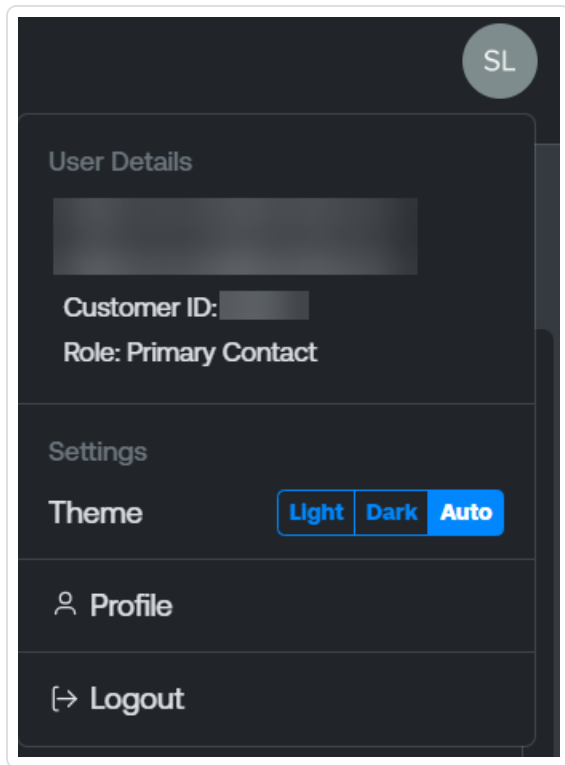 SL
User Details
Customer ID:
Role: Primary Contact
Settings
Theme Light Dark Auto
Profile
Logout